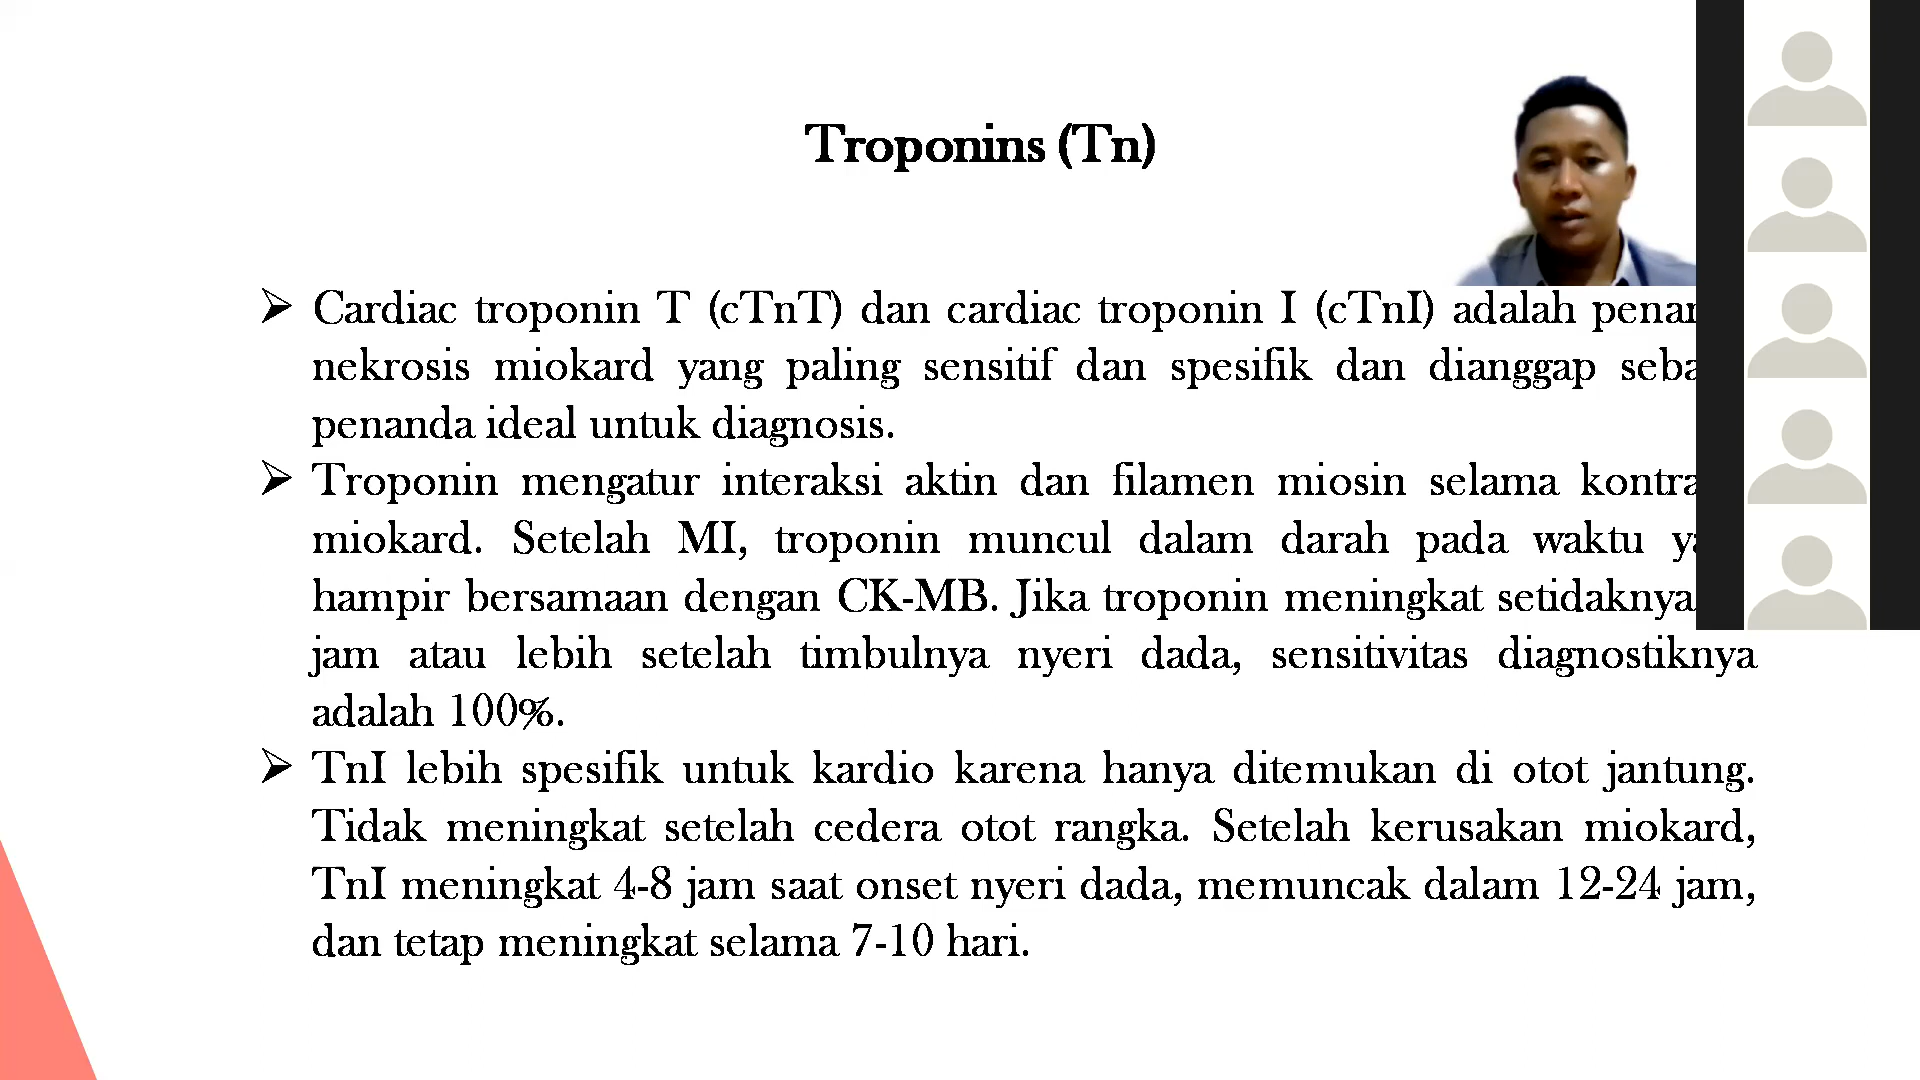 Troponins (Tn)
➢ Cardiac troponin T (cTnT) dan cardiac troponin I (cTnI) adalah
nekrosis miokard yang paling sensitif dan spesifik dan dianggap
penanda ideal untuk diagnosis.
➢ Troponin mengatur interaksi aktin dan filamen miosin selama
miokard. Setelah MI, troponin muncul dalam darah pada waktu
hampir bersamaan dengan CK-MB. Jika troponin meningkat setidaknya
jam atau lebih setelah timbulnya nyeri dada, sensitivitas diagnostiknya
adalah 100%.
➢ TnI lebih spesifik untuk kardio karena hanya ditemukan di otot jantung.
Tidak meningkat setelah cedera otot rangka. Setelah kerusakan miokard,
TnI meningkat 4-8 jam saat onset nyeri dada, memuncak dalam 12-24 jam,
dan tetap meningkat selama 7-10 hari.